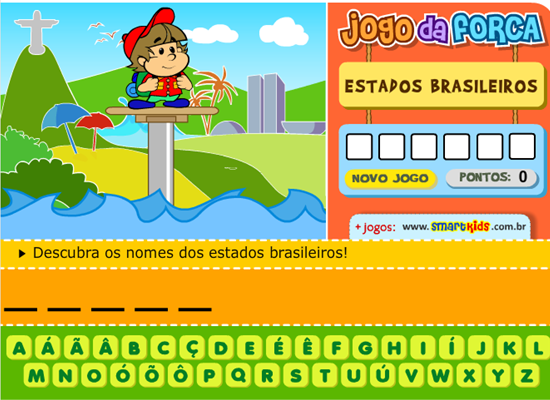 JOGO DA FORCA
ESTADOS BRASILEIROS
NOVO JOGO
PONTOS: 0
+ jogos: www.smartkids.com.br
Descubra os nomes dos estados brasileiros!
A Á Ã Â B C Ç D E É Ê F G H I Í J K L
M N O Ó Õ Ô P Q R S T U Ú V W X Y Z